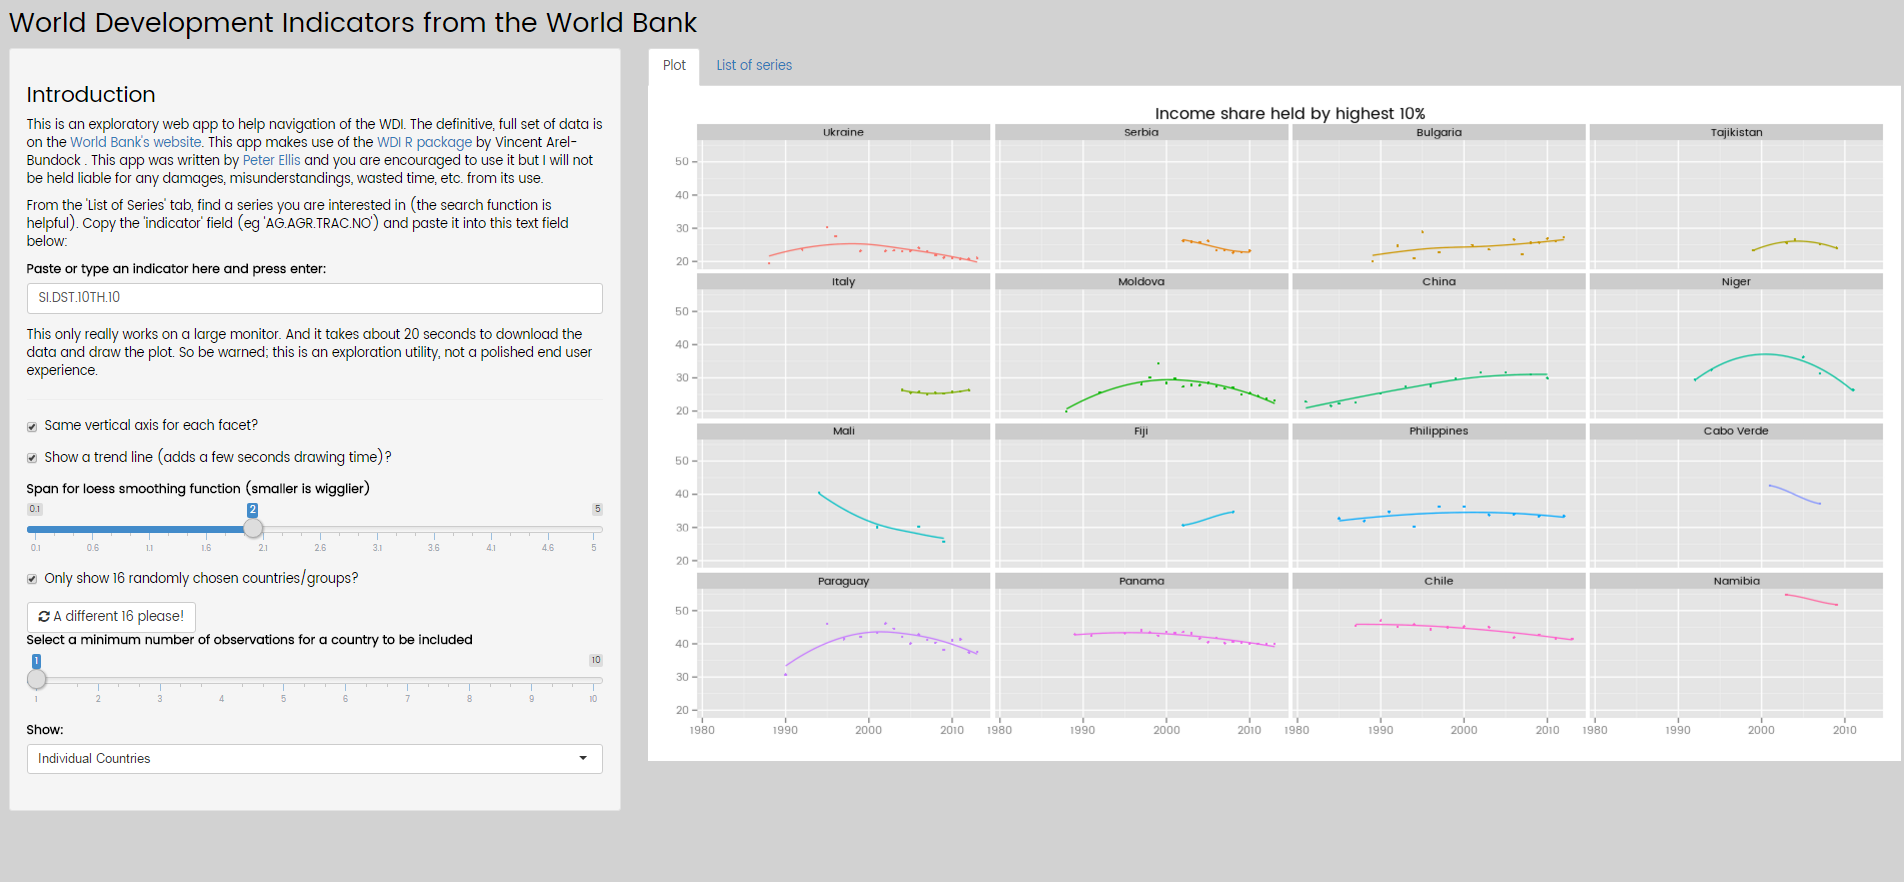 World Development Indicators from the World Bank
Introduction
This is an exploratory web app to help navigation of the WDI. The definitive, full set of data is
on the World Bank's website. This app makes use of the WDI R package by Vincent Arel-
Bundock . This app was written by Peter Ellis and you are encouraged to use it but I will not
be held liable for any damages, misunderstandings, wasted time, etc. from its use.
From the 'List of Series' tab, find a series you are interested in (the search function is
helpful). Copy the 'indicator' field (eg 'AG.AGR.TRAC.NO') and paste it into this text field
below:
Paste or type an indicator here and press enter:
SI.DST.10TH.10
This only really works on a large monitor. And it takes about 20 seconds to download the
data and draw the plot. So be warned; this is an exploration utility, not a polished end user
experience.
Same vertical axis for each facet?
Show a trend line (adds a few seconds drawing time)?
Span for loess smoothing function (smaller is wigglier)
0.1 2 5
0.1 0.6 1.1 1.6 2.1 2.6 3.1 3.6 4.1 4.6 5
Only show 16 randomly chosen countries/groups?
A different 16 please!
Select a minimum number of observations for a country to be included
1 10
1 2 3 4 5 6 7 8 9 10
Show:
Individual Countries
Plot List of series
Income share held by highest 10%
Ukraine Serbia Bulgaria Tajikistan
50
40
30
20
Italy Moldova China Niger
50
40
30
20
Mali Fiji Philippines Cabo Verde
50
40
30
20
Paraguay Panama Chile Namibia
50
40
30
20
1980 1990 2000 2010 1980 1990 2000 2010 1980 1990 2000 2010 1980 1990 2000 2010